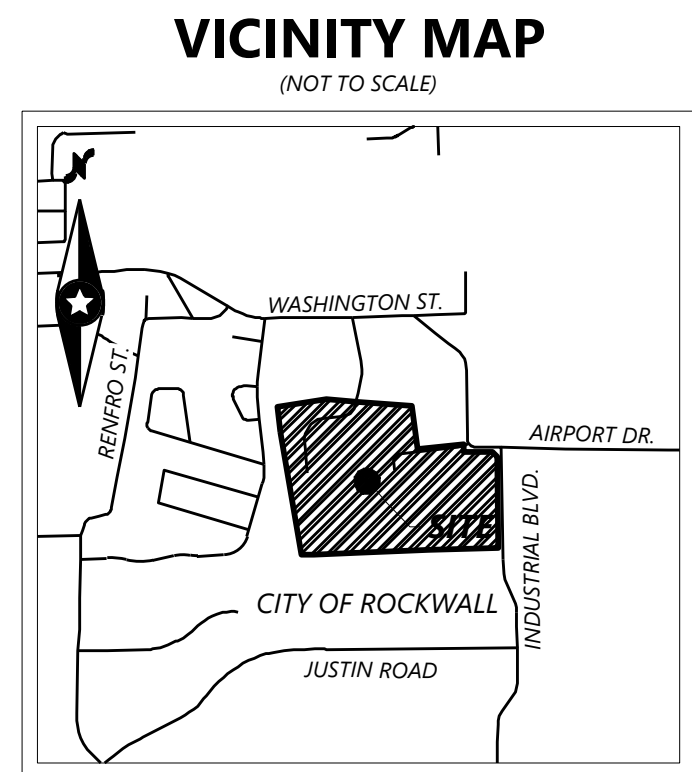 VICINITY MAP
(NOT TO SCALE)
N
WASHINGTON ST.
RENFRO ST.
AIRPORT DR.
INDUSTRIAL BLVD.
SITE
CITY OF ROCKWALL
JUSTIN ROAD